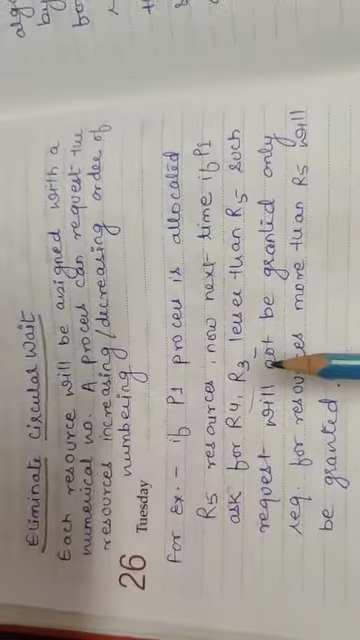 Eliminate Circular Wait
Each resource will be assigned with a
numerical no. A process can request the
resources increasing/decreasing order of
numbering
26 Tuesday
For Ex. - if P1 process is allocated
R5 resources, now next time if P1
ask for R4, R3 lesser than R5 such
request will not be granted only
req. for resources more than R5 will
be granted.